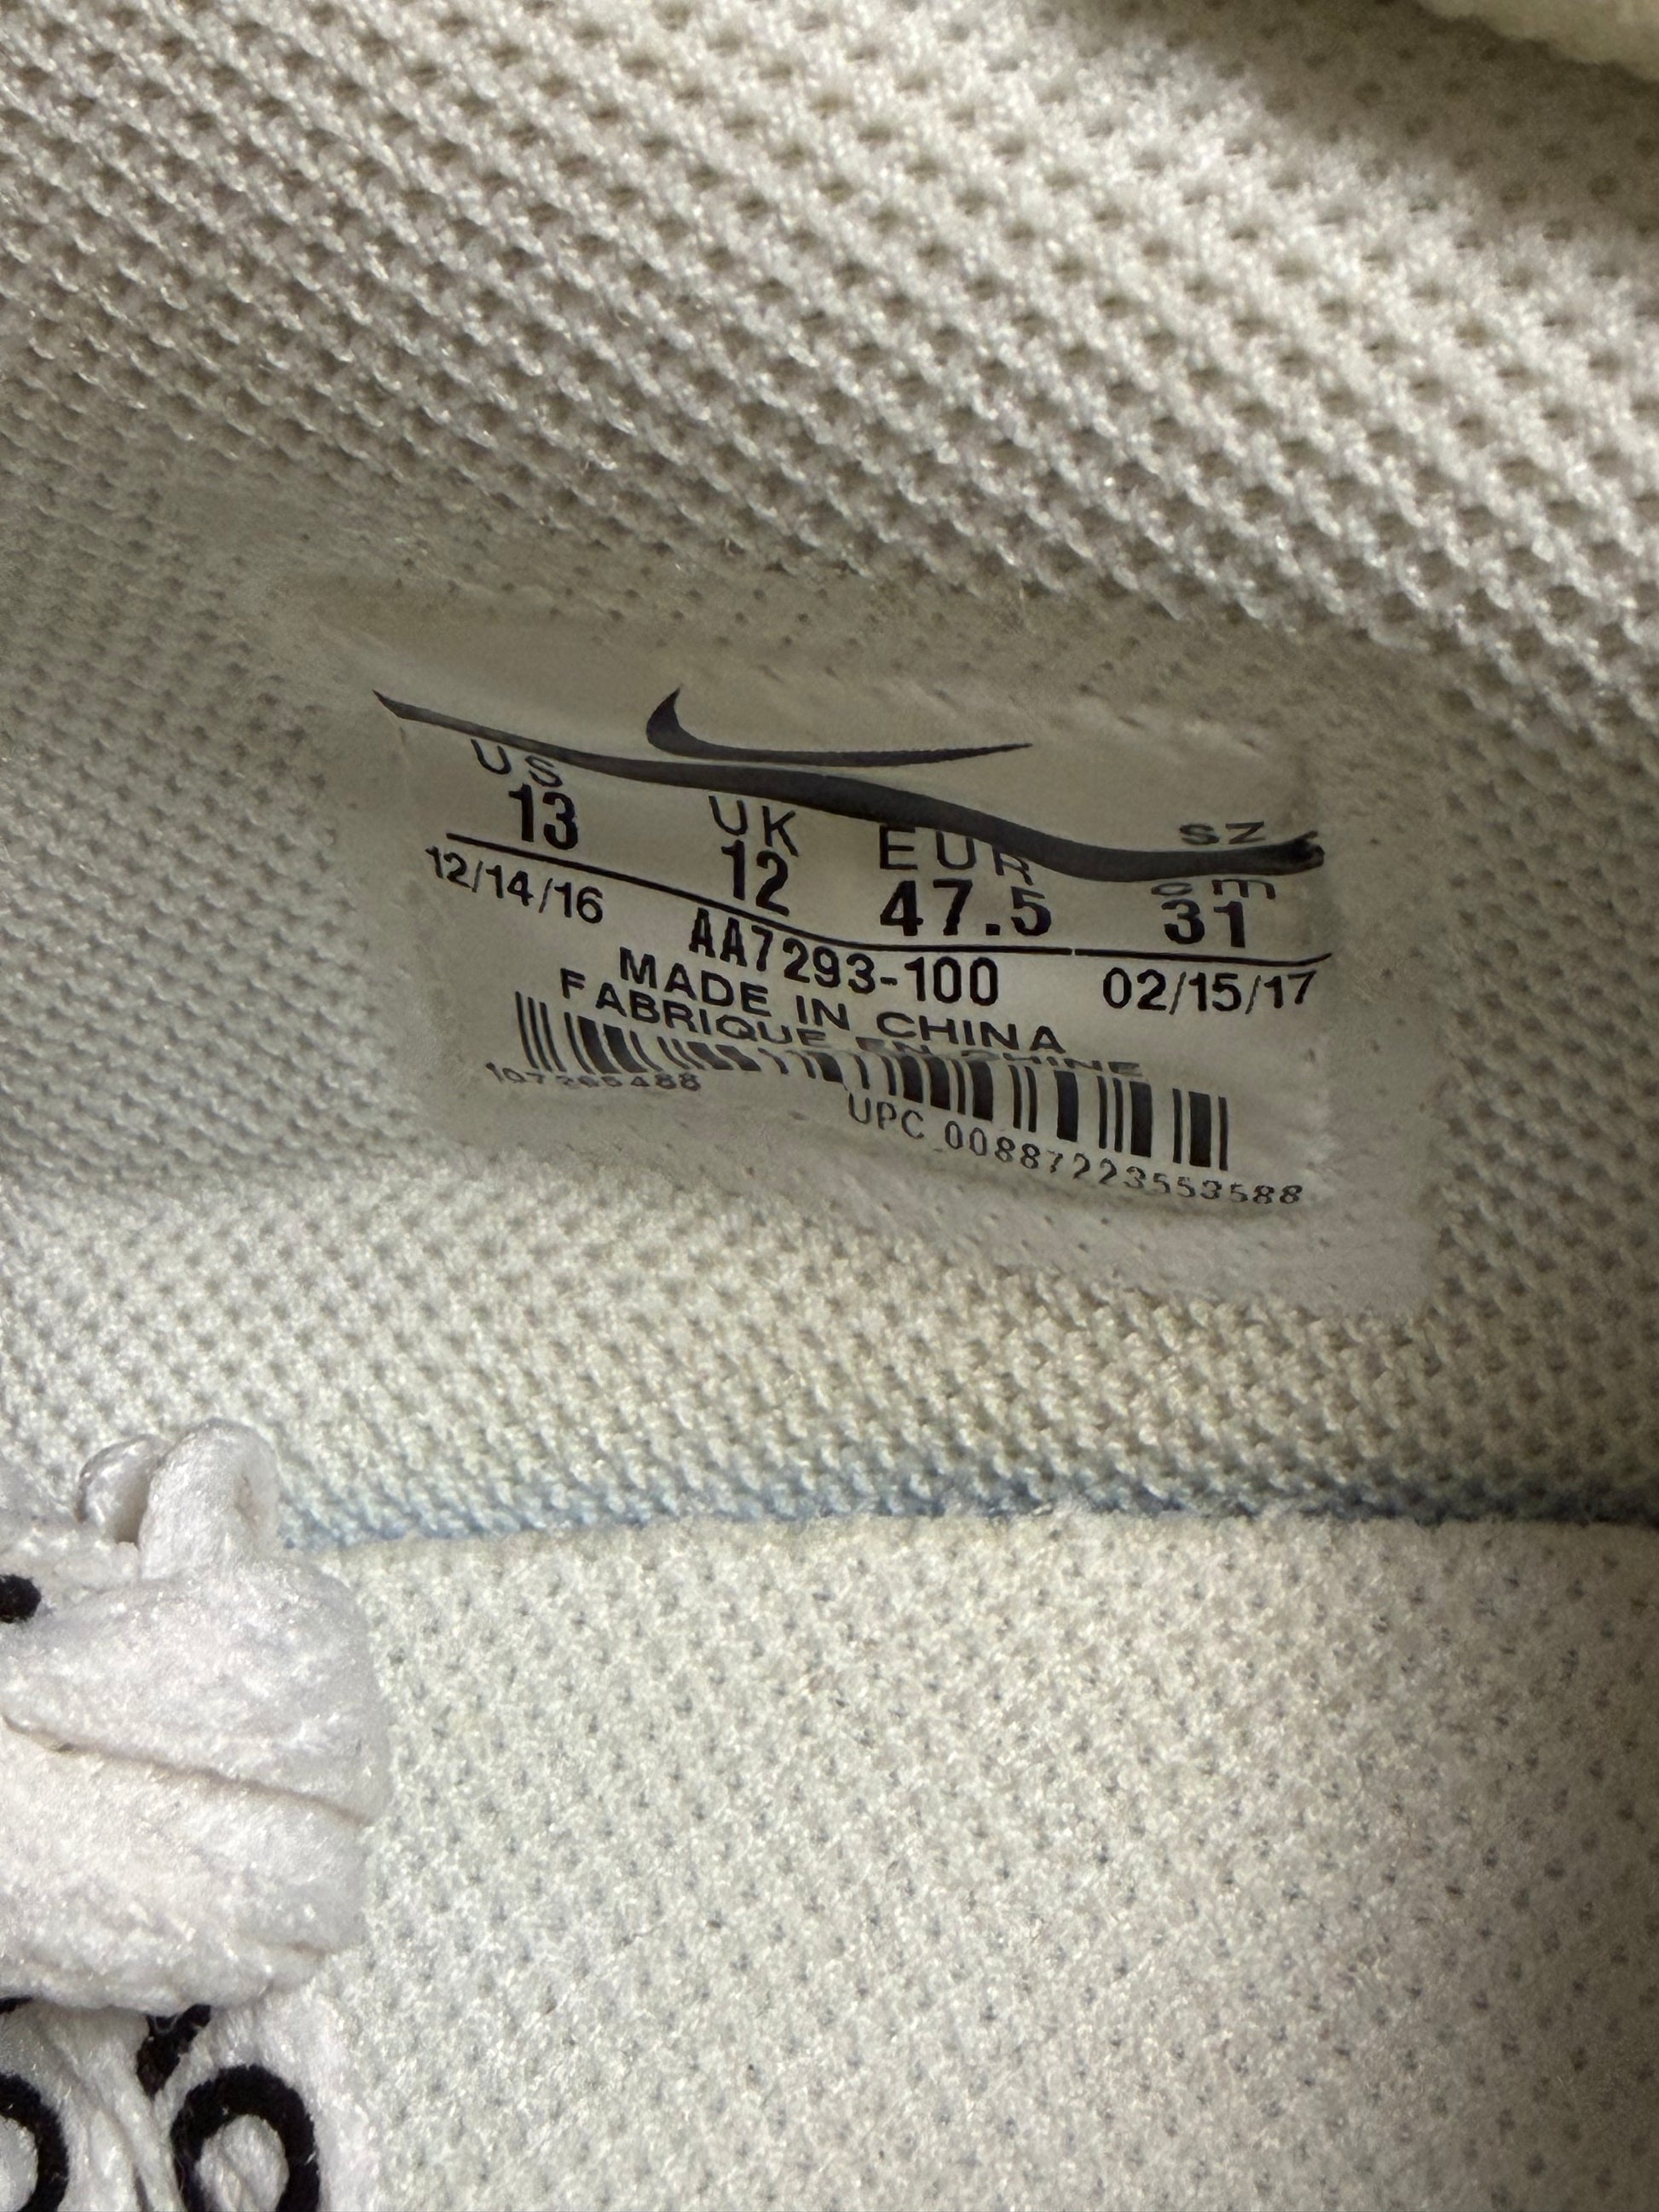 US UK EUR SZ cm
13 12 47.5 31
12/14/16 AA7293-100 02/15/17
MADE IN CHINA
FABRIQUE EN CHINE
UPC 00887223553588